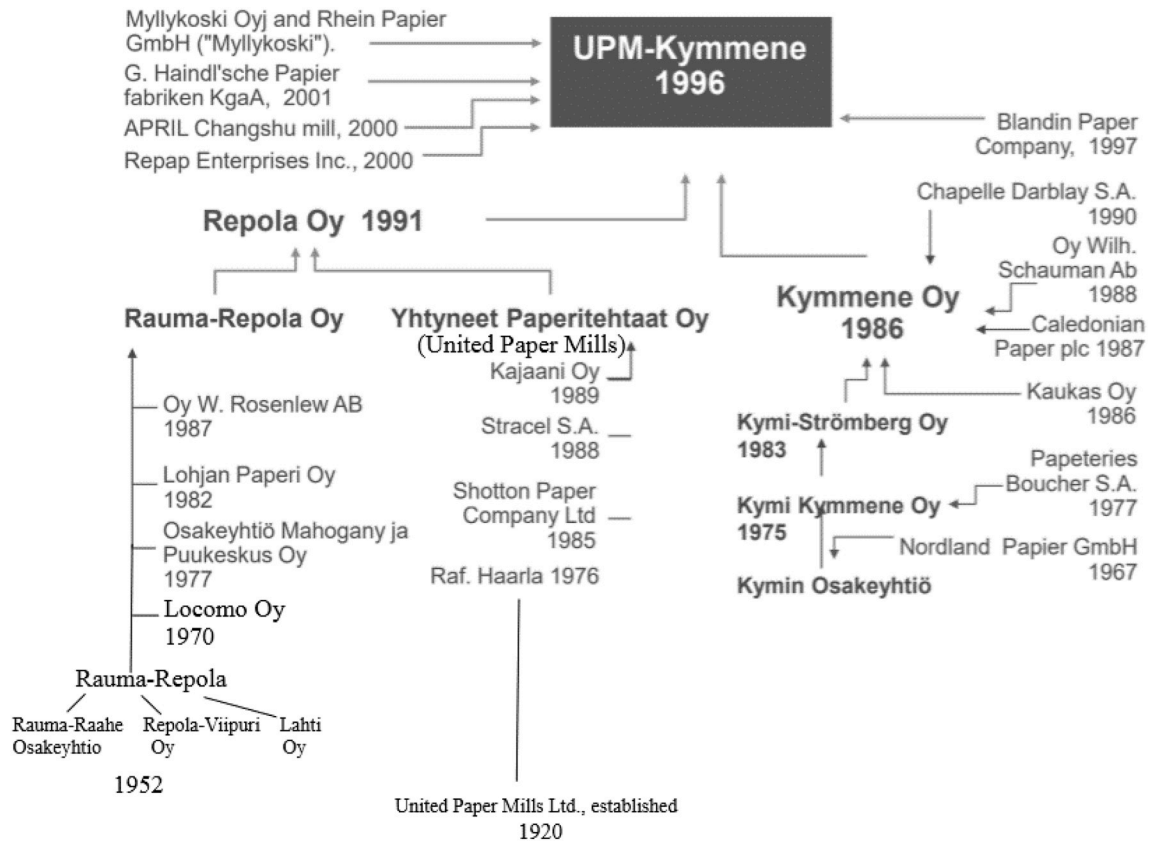 Myllykoski Oyj and Rhein Papier
GmbH ("Myllykoski").
G. Haindl'sche Papier
fabriken KgaA, 2001
APRIL Changshu mill, 2000
Repap Enterprises Inc., 2000
UPM-Kymmene
1996
Blandin Paper
Company, 1997
Repola Oy 1991
Chapelle Darblay S.A.
1990
Oy Wilh.
Schauman Ab
1988
Kymmene Oy
1986
Caledonian
Paper plc 1987
Kaukas Oy
1986
Rauma-Repola Oy
Yhtyneet Paperitehtaat Oy
(United Paper Mills)
Kajaani Oy
1989
Stracel S.A.
1988
Shotton Paper
Company Ltd
1985
Raf. Haarla 1976
Oy W. Rosenlew AB
1987
Lohjan Paperi Oy
1982
Osakeyhtiö Mahogany ja
Puukeskus Oy
1977
Locomo Oy
1970
Rauma-Repola
Rauma-Raahe
Osakeyhtio
Repola-Viipuri
Oy
Lahti
Oy
1952
Kymi-Strömberg Oy
1983
Papeteries
Boucher S.A.
1977
Kymi Kymmene Oy
1975
Nordland Papier GmbH
1967
Kymin Osakeyhtiö
United Paper Mills Ltd., established
1920